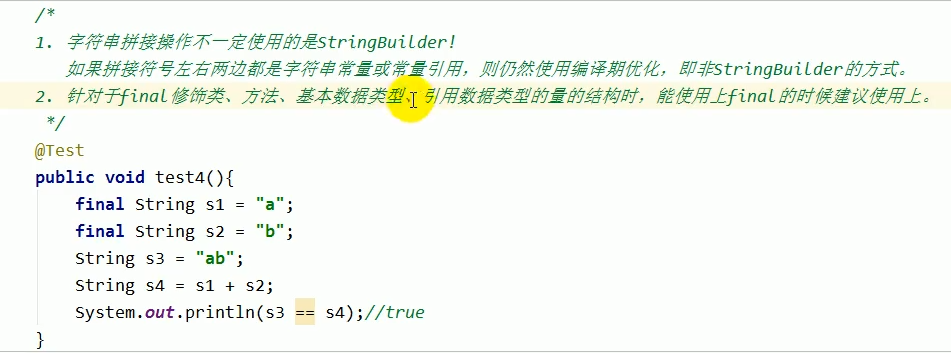 /*
1. 字符串拼接操作不一定使用的是StringBuilder!
如果拼接符号左右两边都是字符串常量或常量引用，则仍然使用编译期优化，即非StringBuilder的方式。
2. 针对于final修饰类、方法、基本数据类型、引用数据类型的量的结构时，能使用上final的时候建议使用上。
*/
@Test
public void test4(){
final String s1 = "a";
final String s2 = "b";
String s3 = "ab";
String s4 = s1 + s2;
System.out.println(s3 == s4);//true
}